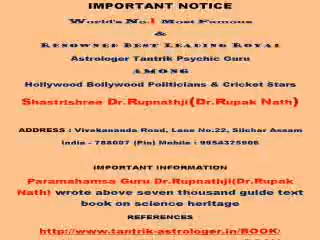 IMPORTANT NOTICE
World's No.1 Most Famous
&
Renowned Best Leading Royal
Astrologer Tantrik Psychic Guru
AMONG
Hollywood Bollywood Politicians & Cricket Stars
Shastrishree Dr.Rupnathji(Dr.Rupak Nath)
ADDRESS : Vivekananda Road, Lane No.22, Silchar Assam
India - 788007 (Pin) Mobile : 9854325906
IMPORTANT INFORMATION
Paramahamsa Guru Dr.Rupnathji(Dr.Rupak
Nath) wrote above seven thousand guide text
book on science heritage
REFERENCES
http://www.tantrik-astrologer.in/BOOK/